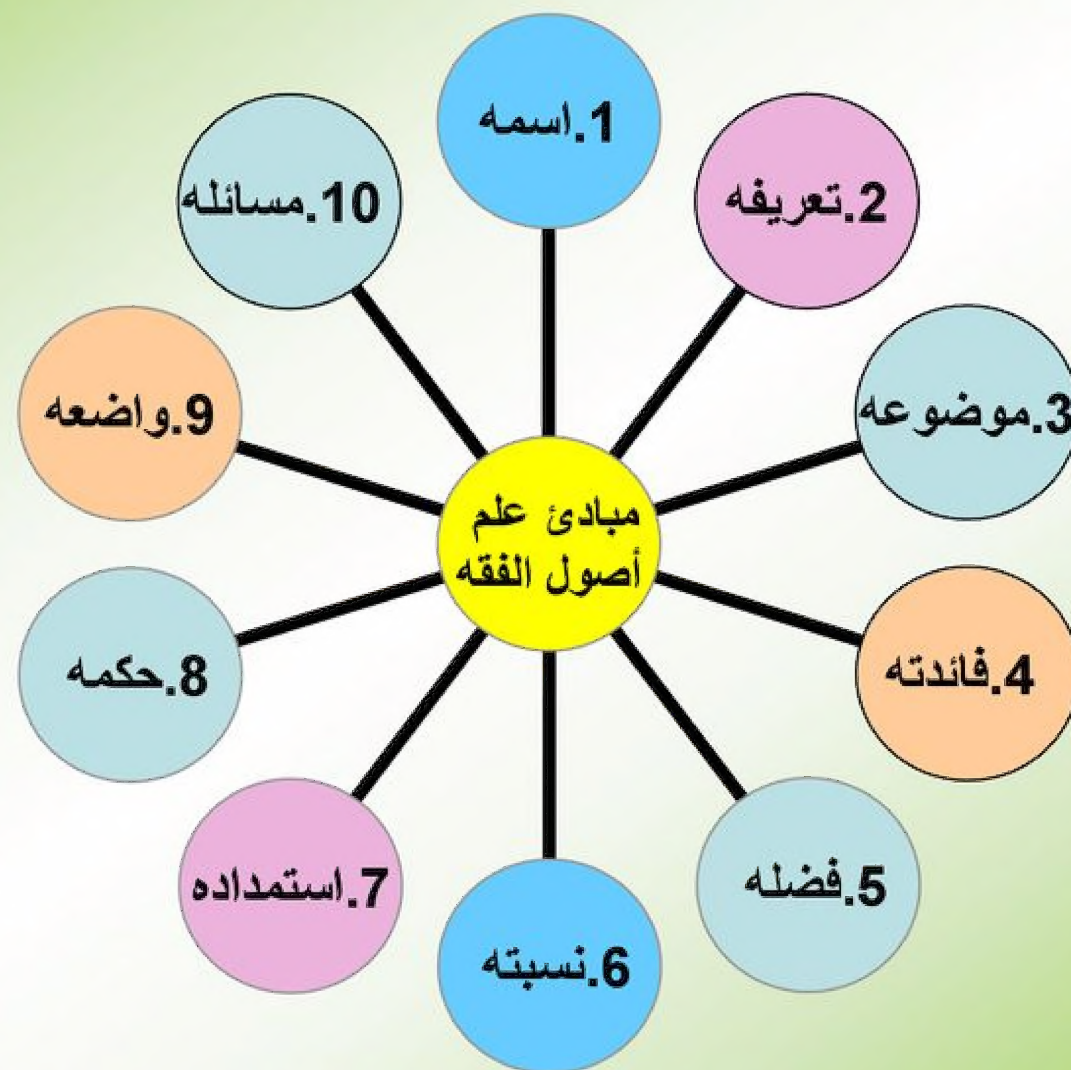 مبادئ علم
أصول الفقه
1.اسمه
2.تعريفه
3.موضوعه
4.فائدته
5.فضله
6.نسبته
7.استمداده
8.حكمه
9.واضعه
10.مسائله